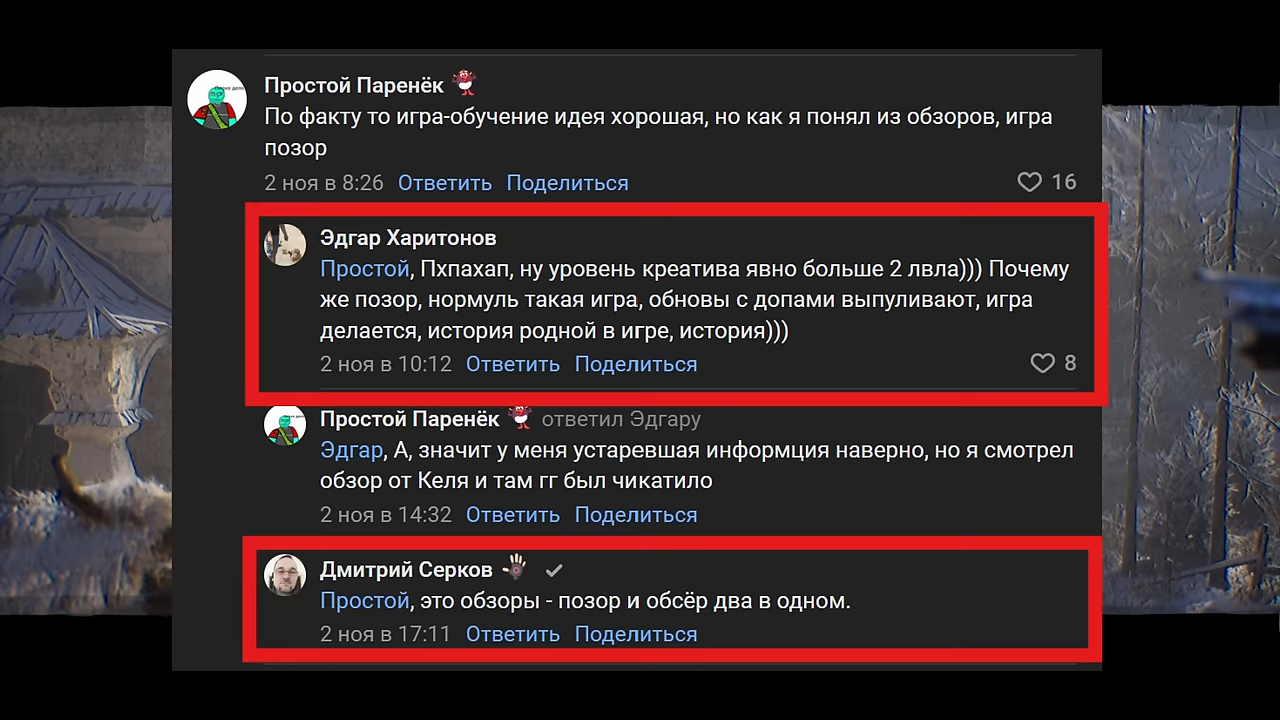 Простой Паренёк
По факту то игра-обучение идея хорошая, но как я понял из обзоров, игра
позор
2 ноя в 8:26 Ответить Поделиться 16
Эдгар Харитонов
Простой, Пхпахап, ну уровень креатива явно больше 2 лвла))) Почему
же позор, нормуль такая игра, обновы с допами выпуливают, игра
делается, история родной в игре, история)))
2 ноя в 10:12 Ответить Поделиться 8
Простой Паренёк ответил Эдгару
Эдгар, А, значит у меня устаревшая информция наверно, но я смотрел
обзор от Келя и там гг был чикатило
2 ноя в 14:32 Ответить Поделиться
Дмитрий Серков
Простой, это обзоры - позор и обсёр два в одном.
2 ноя в 17:11 Ответить Поделиться